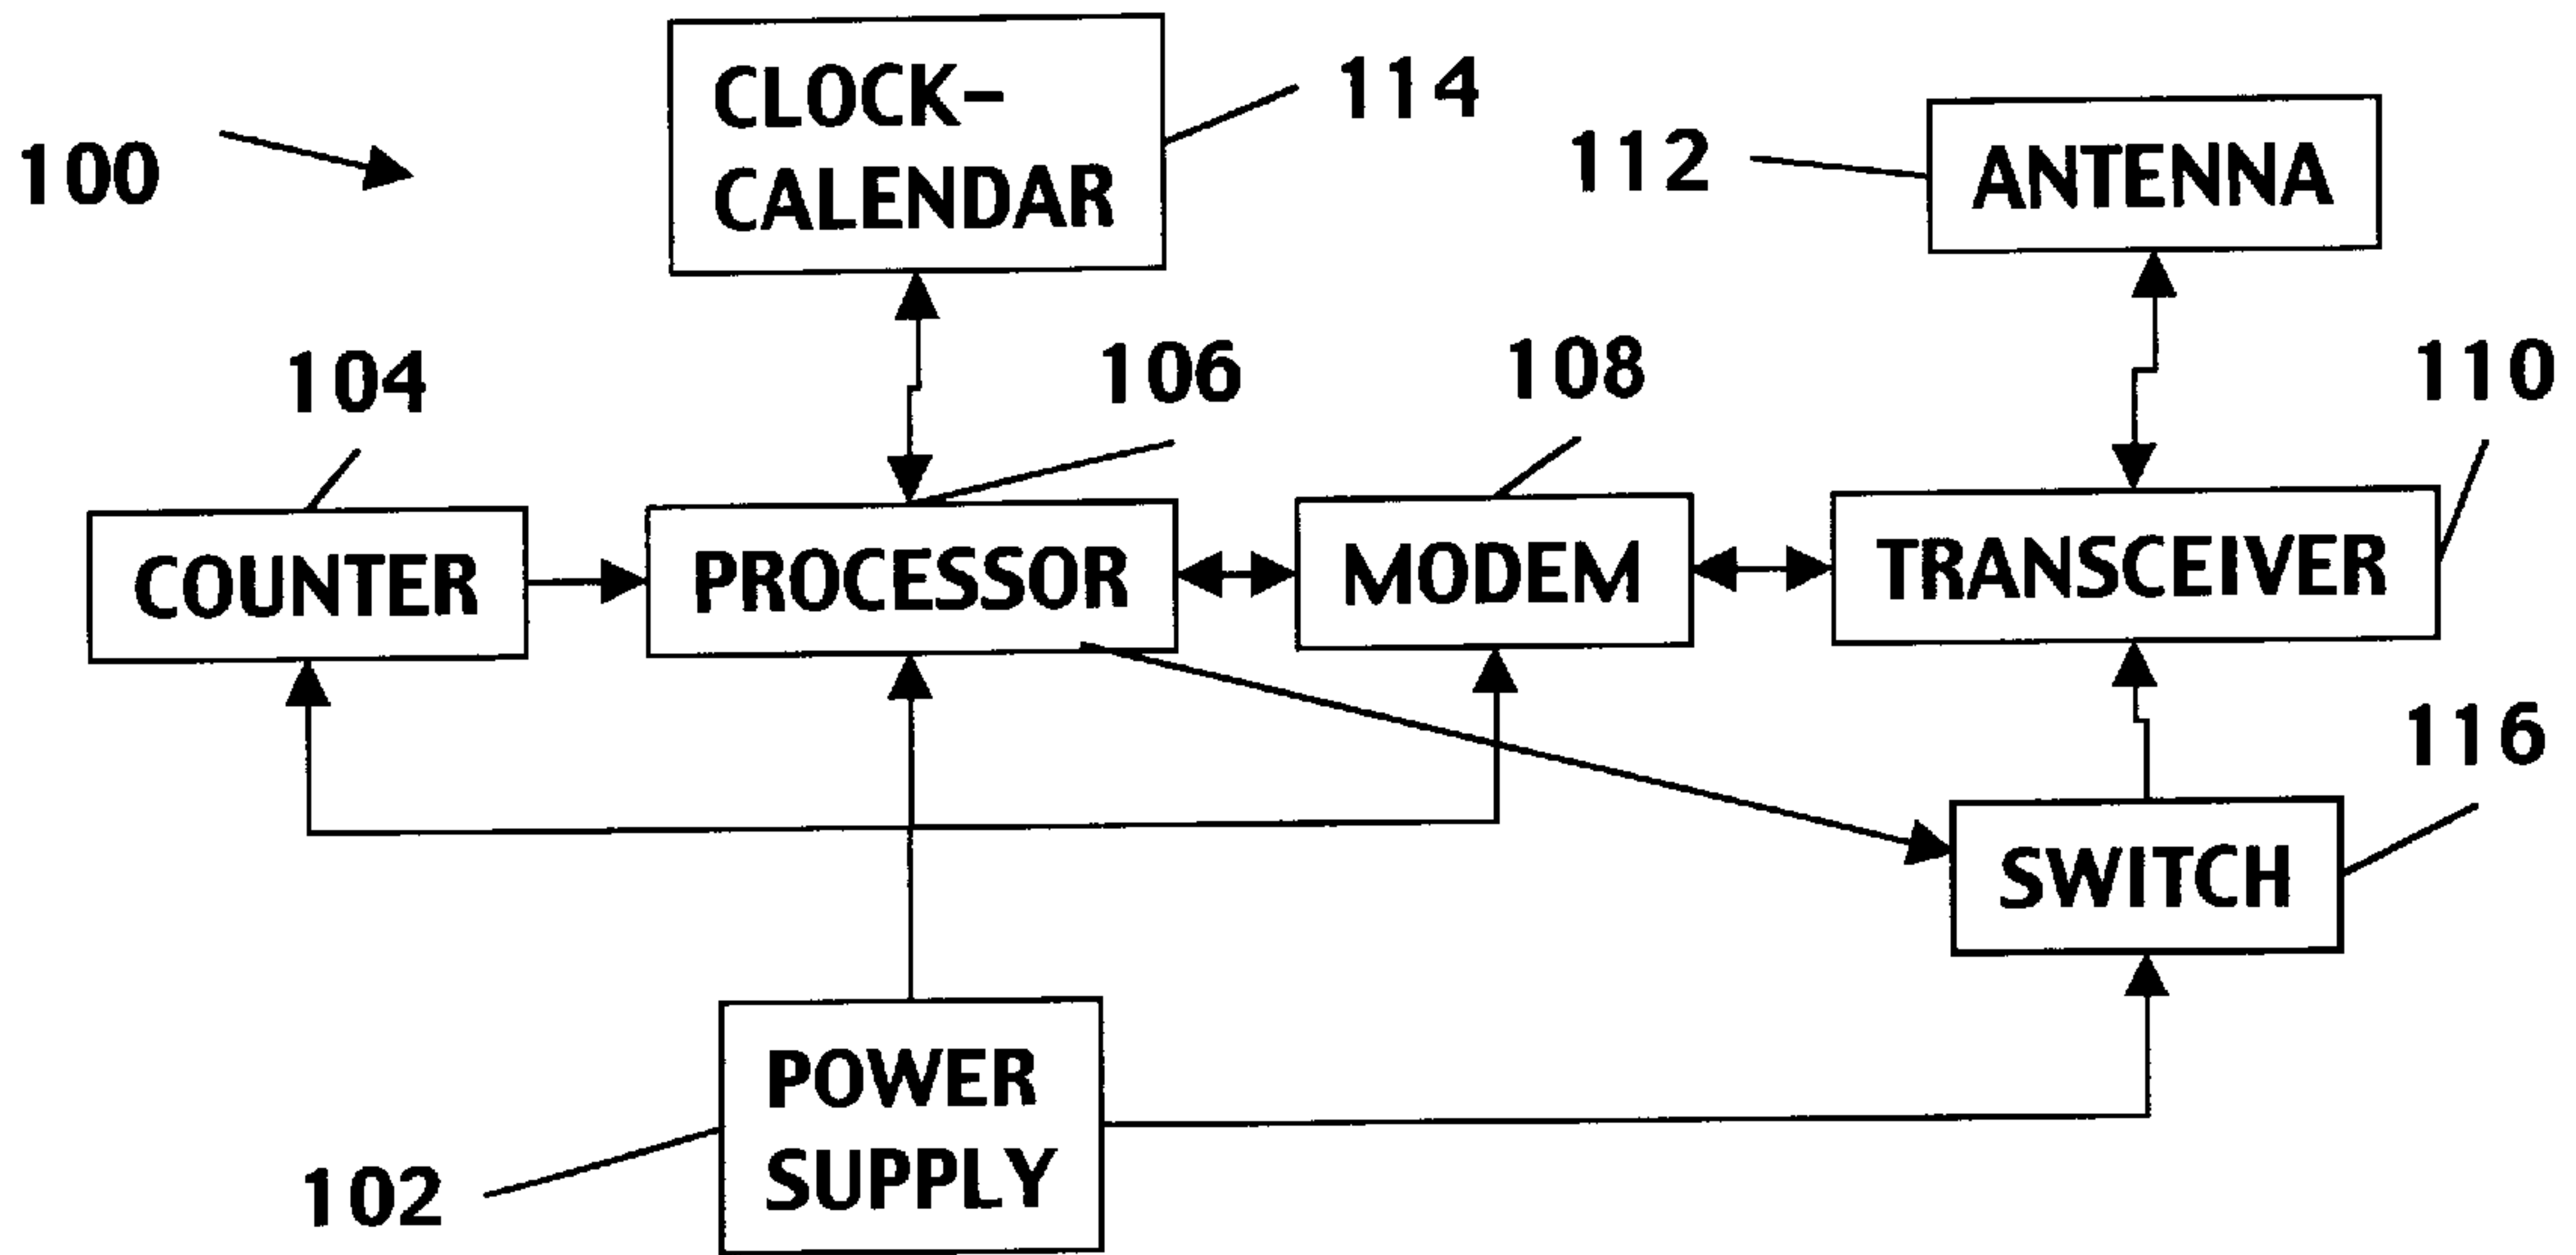 CLOCK-
CALENDAR
114
100
112
ANTENNA
104
106
108
110
COUNTER
PROCESSOR
MODEM
TRANSCEIVER
116
SWITCH
POWER
SUPPLY
102